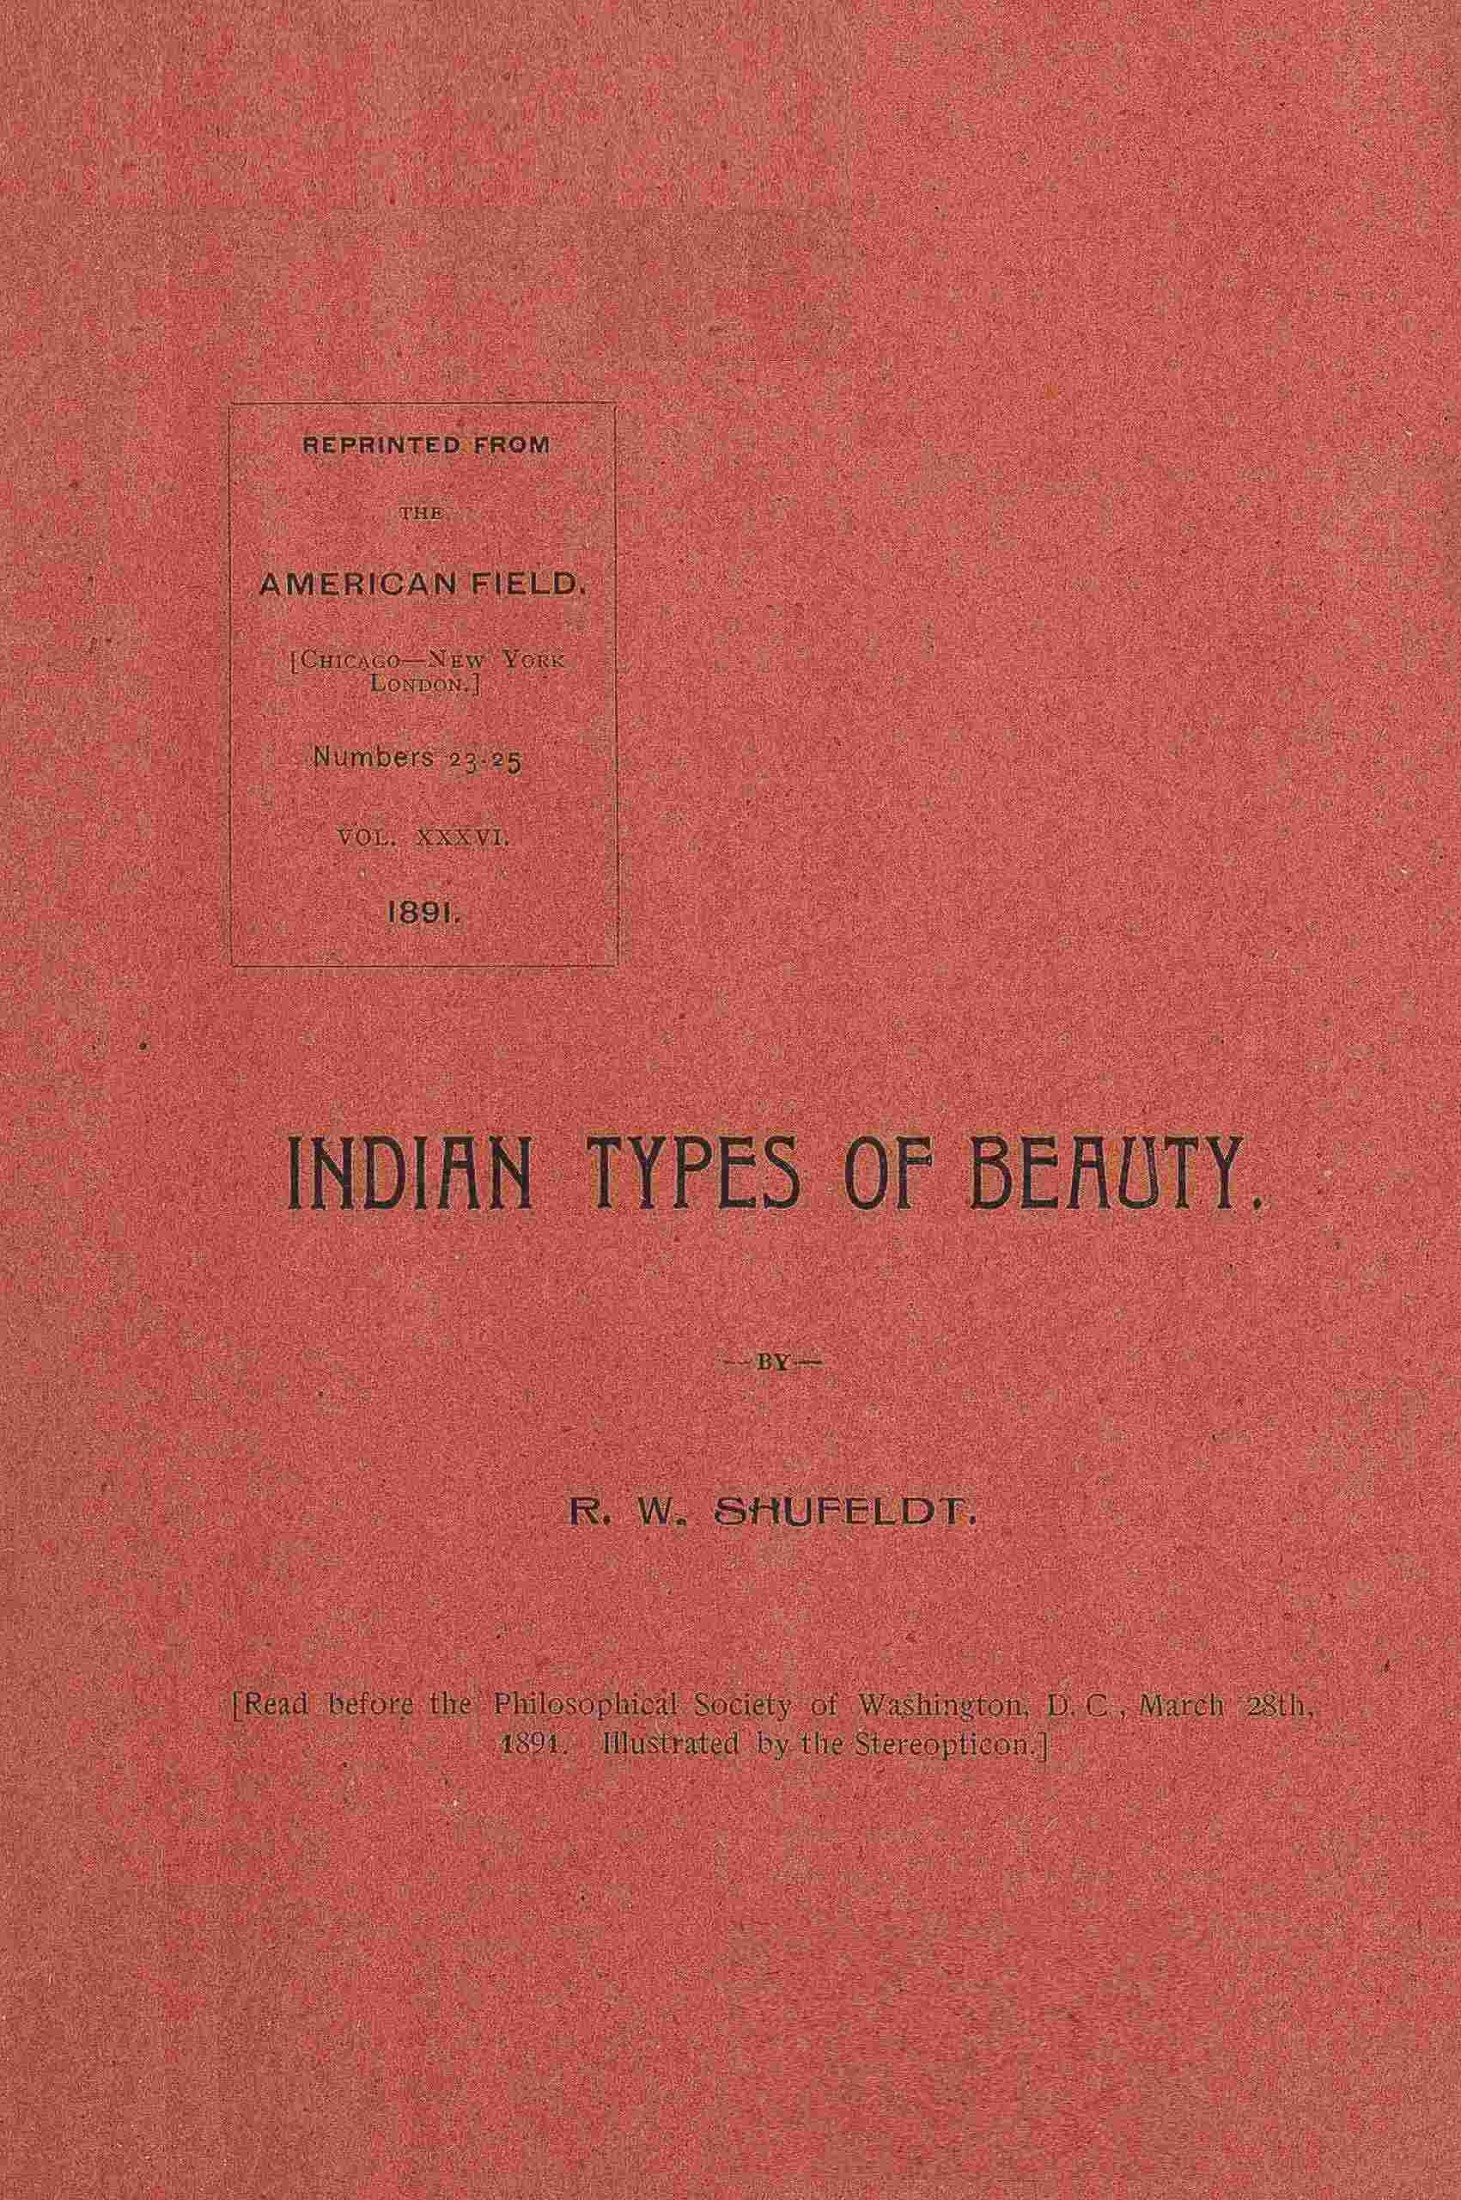 REPRINTED FROM
THE
AMERICAN FIELD.
[CHICAGO—NEW YORK
LONDON.]
Numbers 23-25
VOL. XXXVI.
1891.
INDIAN TYPES OF BEAUTY.
—BY—
R. W. SHUFELDT.
[Read before the Philosophical Society of Washington, D. C , March 28th,
1891. Illustrated by the Stereopticon.]